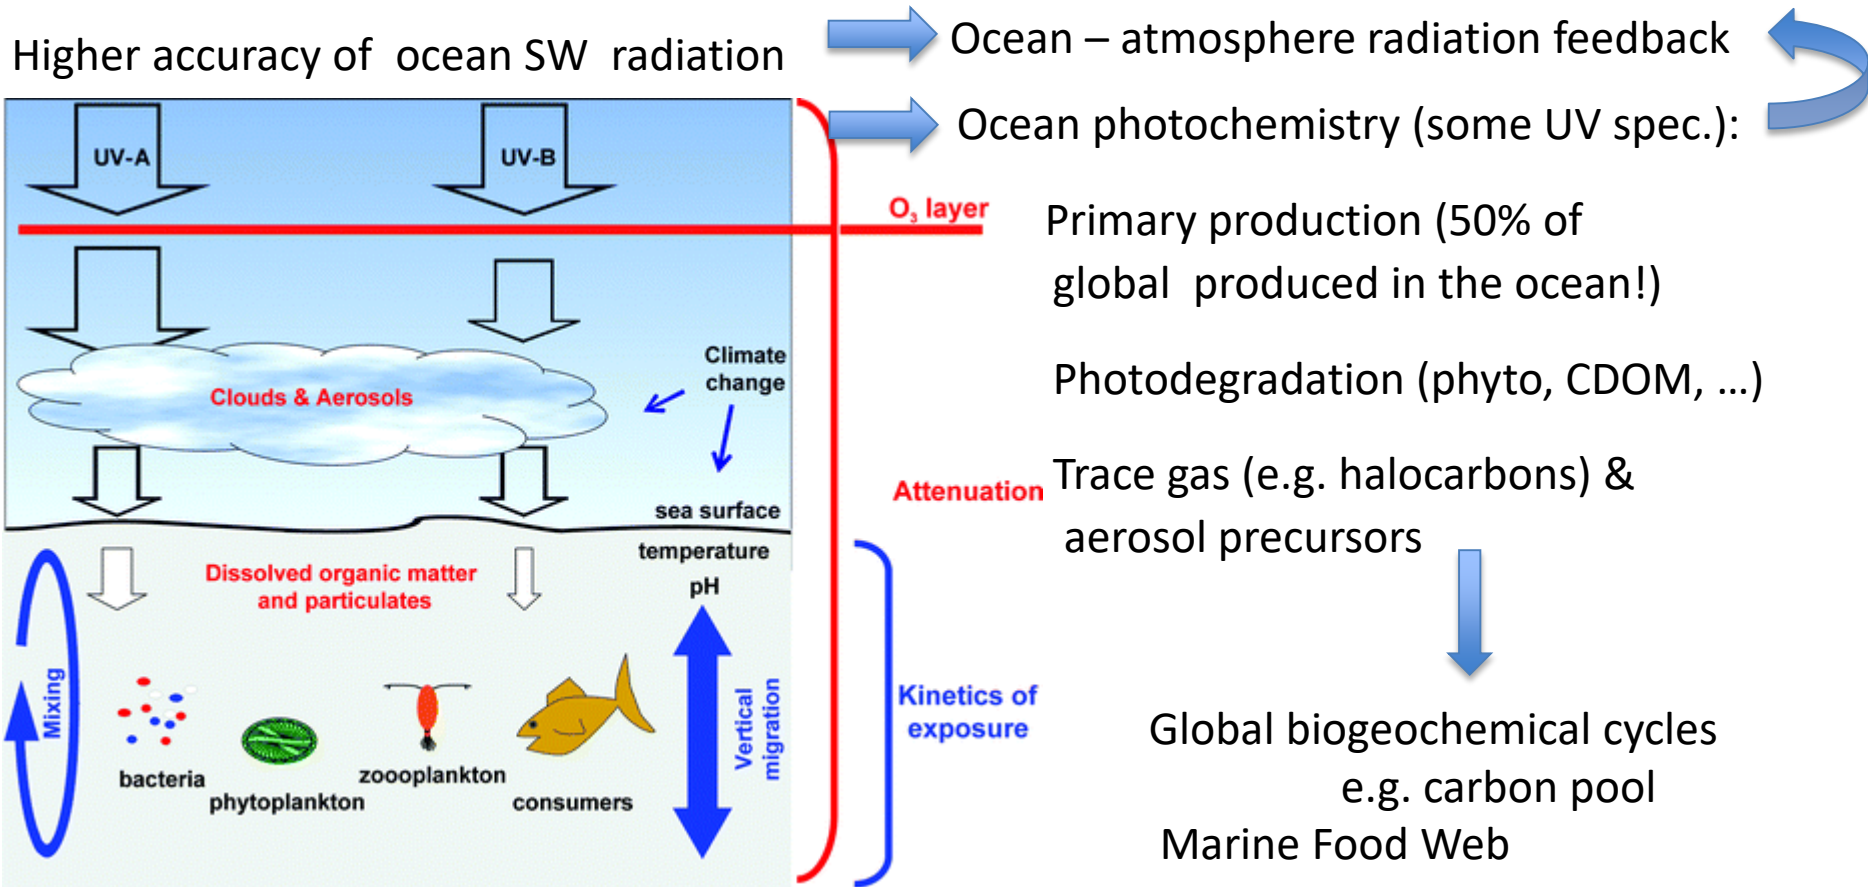 Higher accuracy of ocean SW radiation
Ocean – atmosphere radiation feedback
Ocean photochemistry (some UV spec.):
UV-A
UV-B
O₃ layer
Primary production (50% of
global produced in the ocean!)
Climate
change
Clouds & Aerosols
Photodegradation (phyto, CDOM, ...)
Attenuation
Trace gas (e.g. halocarbons) &
aerosol precursors
sea surface
temperature
pH
Dissolved organic matter
and particulates
Mixing
bacteria
phytoplankton
zoooplankton
consumers
Vertical
migration
Kinetics of
exposure
Global biogeochemical cycles
e.g. carbon pool
Marine Food Web